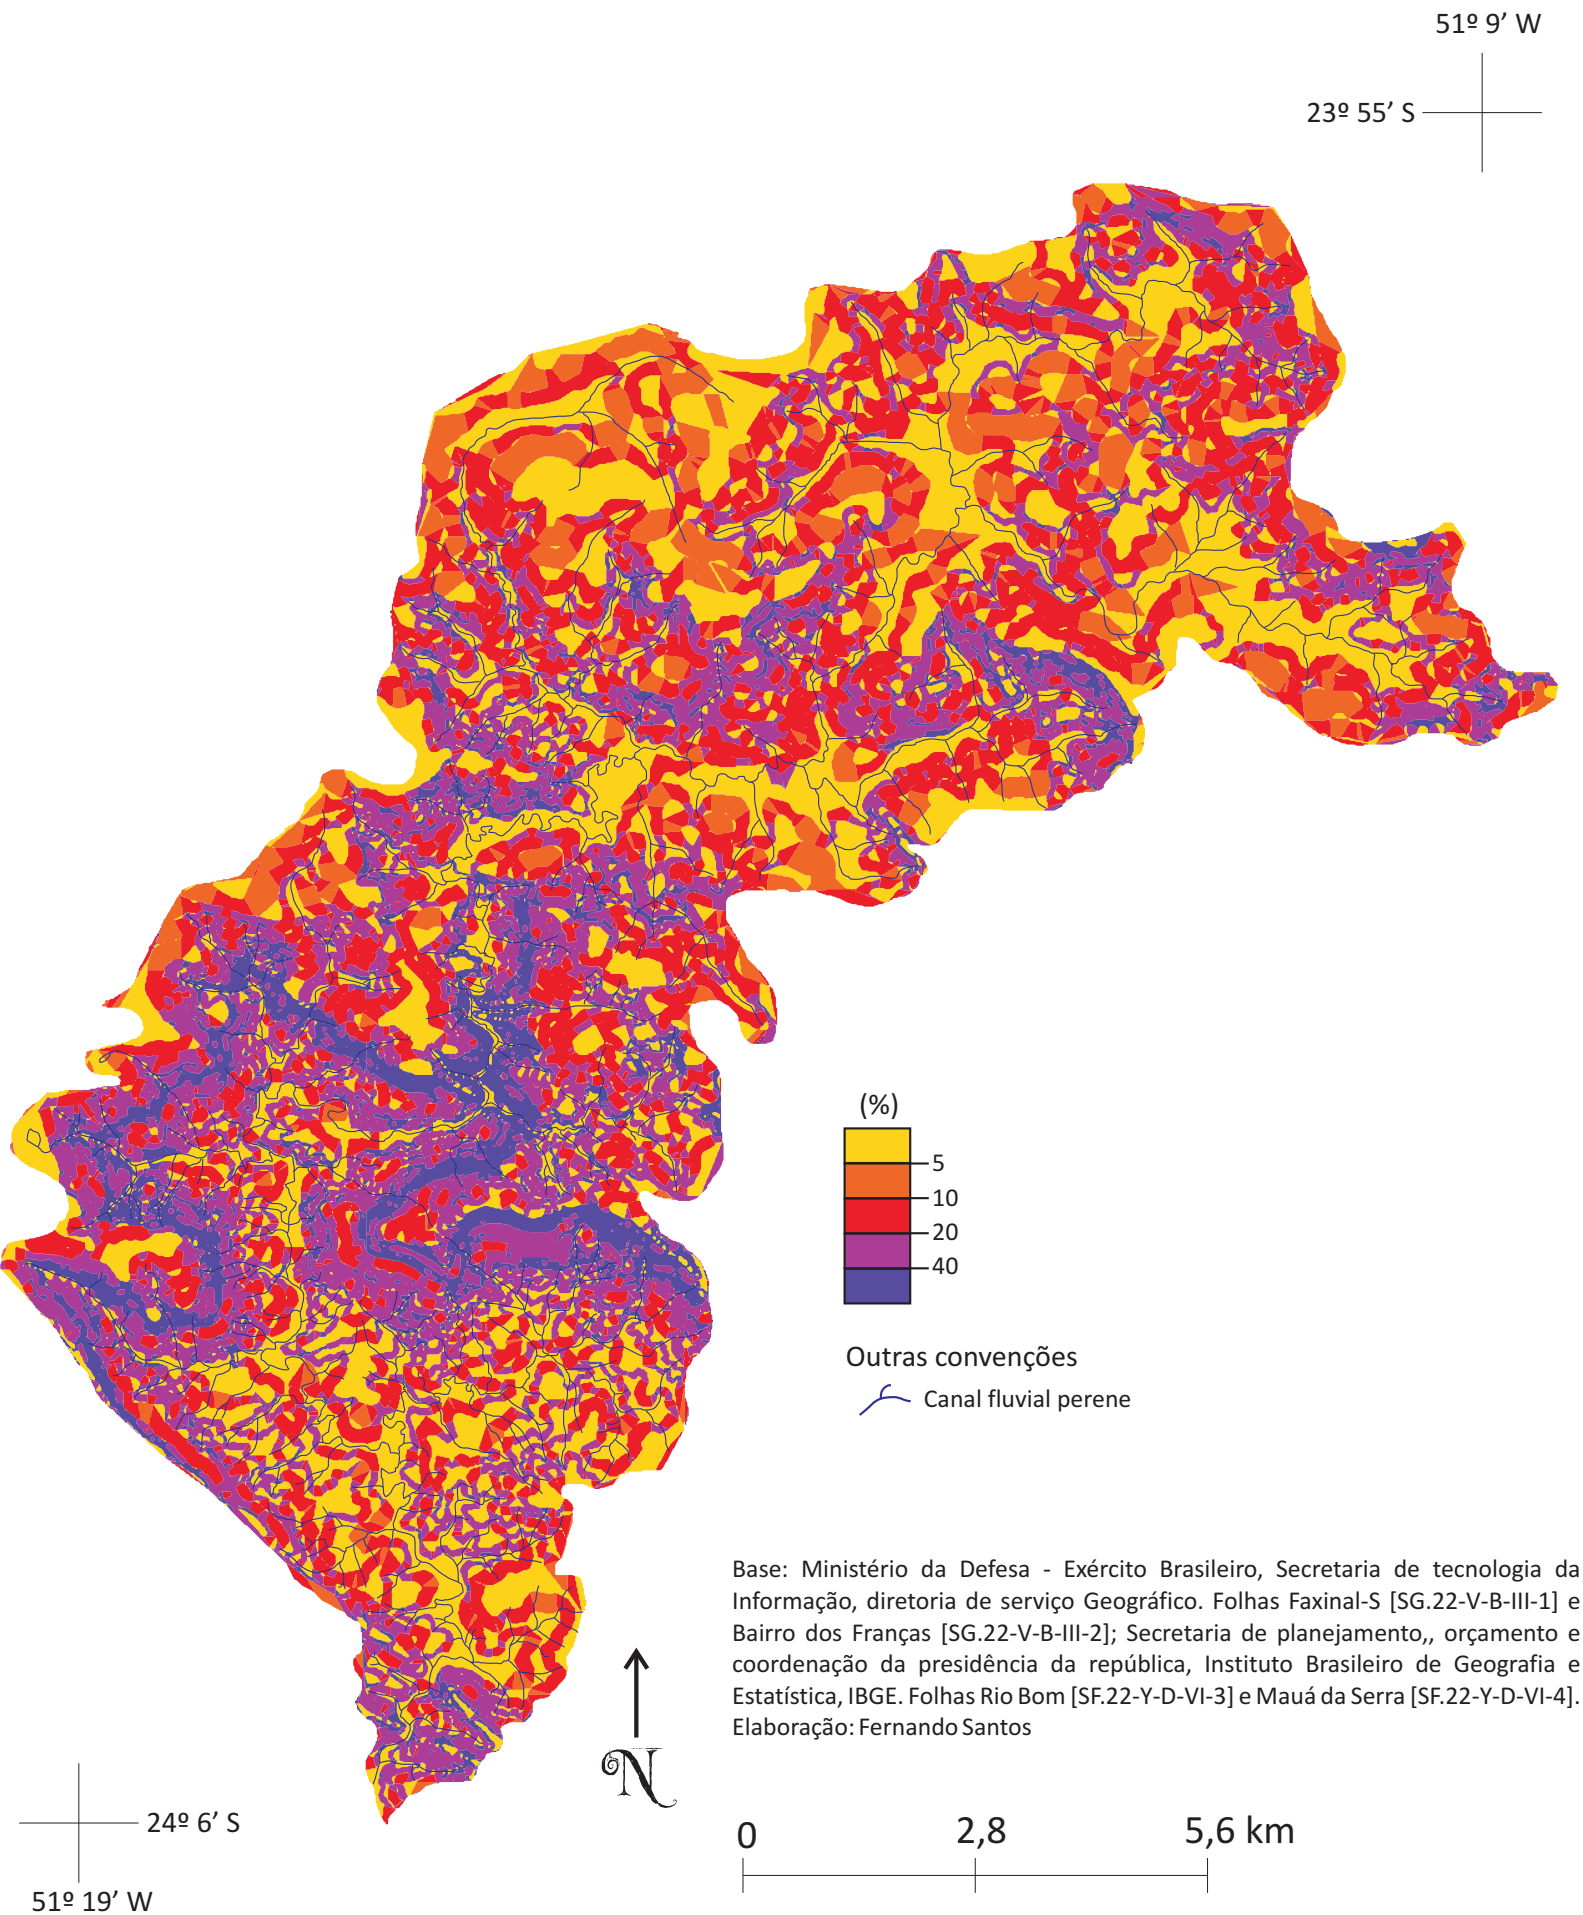 51º 9’ W
23º 55’ S
(%)
5
10
20
40
Outras convenções
Canal fluvial perene
Base: Ministério da Defesa - Exército Brasileiro, Secretaria de tecnologia da
Informação, diretoria de serviço Geográfico. Folhas Faxinal-S [SG.22-V-B-III-1] e
Bairro dos Franças [SG.22-V-B-III-2]; Secretaria de planejamento,, orçamento e
coordenação da presidência da república, Instituto Brasileiro de Geografia e
Estatística, IBGE. Folhas Rio Bom [SF.22-Y-D-VI-3] e Mauá da Serra [SF.22-Y-D-VI-4].
Elaboração: Fernando Santos
N
24º 6’ S
0 2,8 5,6 km
51º 19’ W